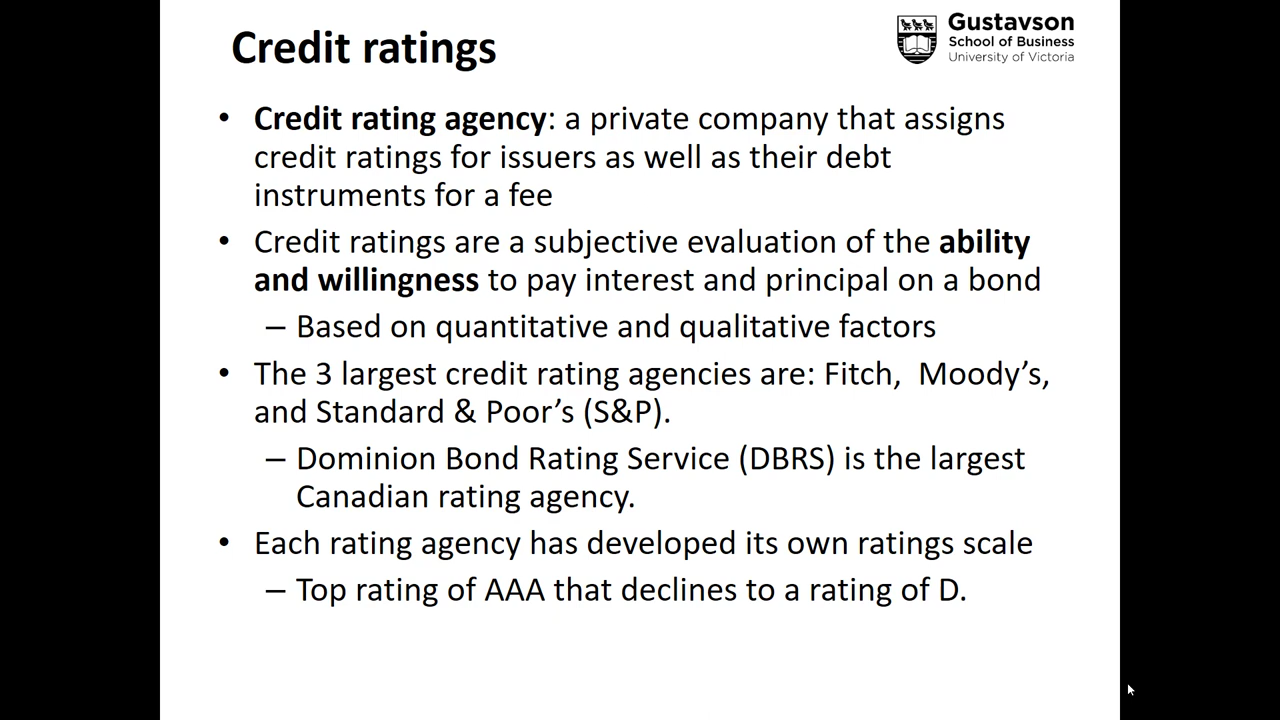 Credit ratings
Gustavson
School of Business
University of Victoria
• Credit rating agency: a private company that assigns
credit ratings for issuers as well as their debt
instruments for a fee
• Credit ratings are a subjective evaluation of the ability
and willingness to pay interest and principal on a bond
– Based on quantitative and qualitative factors
• The 3 largest credit rating agencies are: Fitch,  Moody’s,
and Standard & Poor’s (S&P).
– Dominion Bond Rating Service (DBRS) is the largest
Canadian rating agency.
• Each rating agency has developed its own ratings scale
– Top rating of AAA that declines to a rating of D.